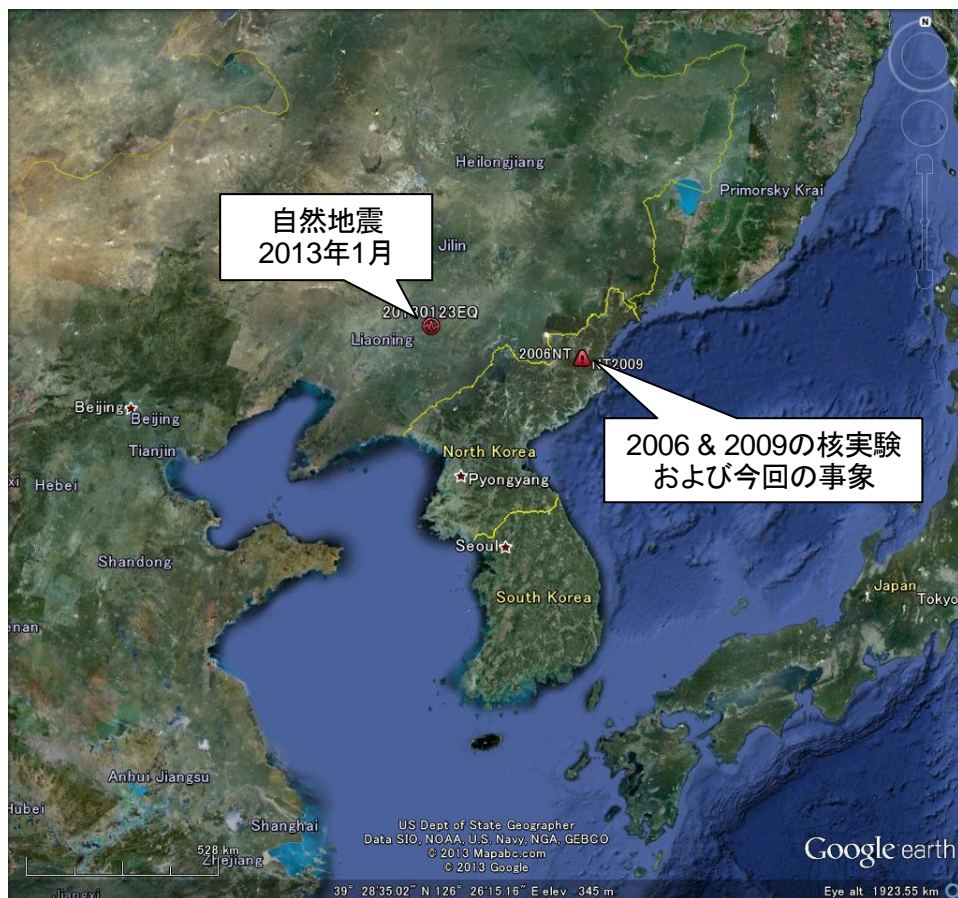 N
Heilongjiang
Primorsky Krai
自然地震
2013年1月
Jilin
20130123EQ
Liaoning
2006NT
NT2009
Beijing
Beijing
Tianjin
Hebei
2006 & 2009の核実験
および今回の事象
North Korea
Pyongyang
Seoul
Shandong
South Korea
Japan
Tokyo
enan
Anhui Jiangsu
Hubei
Shanghai
528 km
Zhejiang
US Dept of State Geographer
Data SIO, NOAA, U.S. Navy, NGA, GEBCO
© 2013 Mapabc.com
© 2013 Google
Google earth
Jiangxi
39° 28'35.02" N 126° 26'15.16" E elev 345 m
Eye alt 1923.55 km